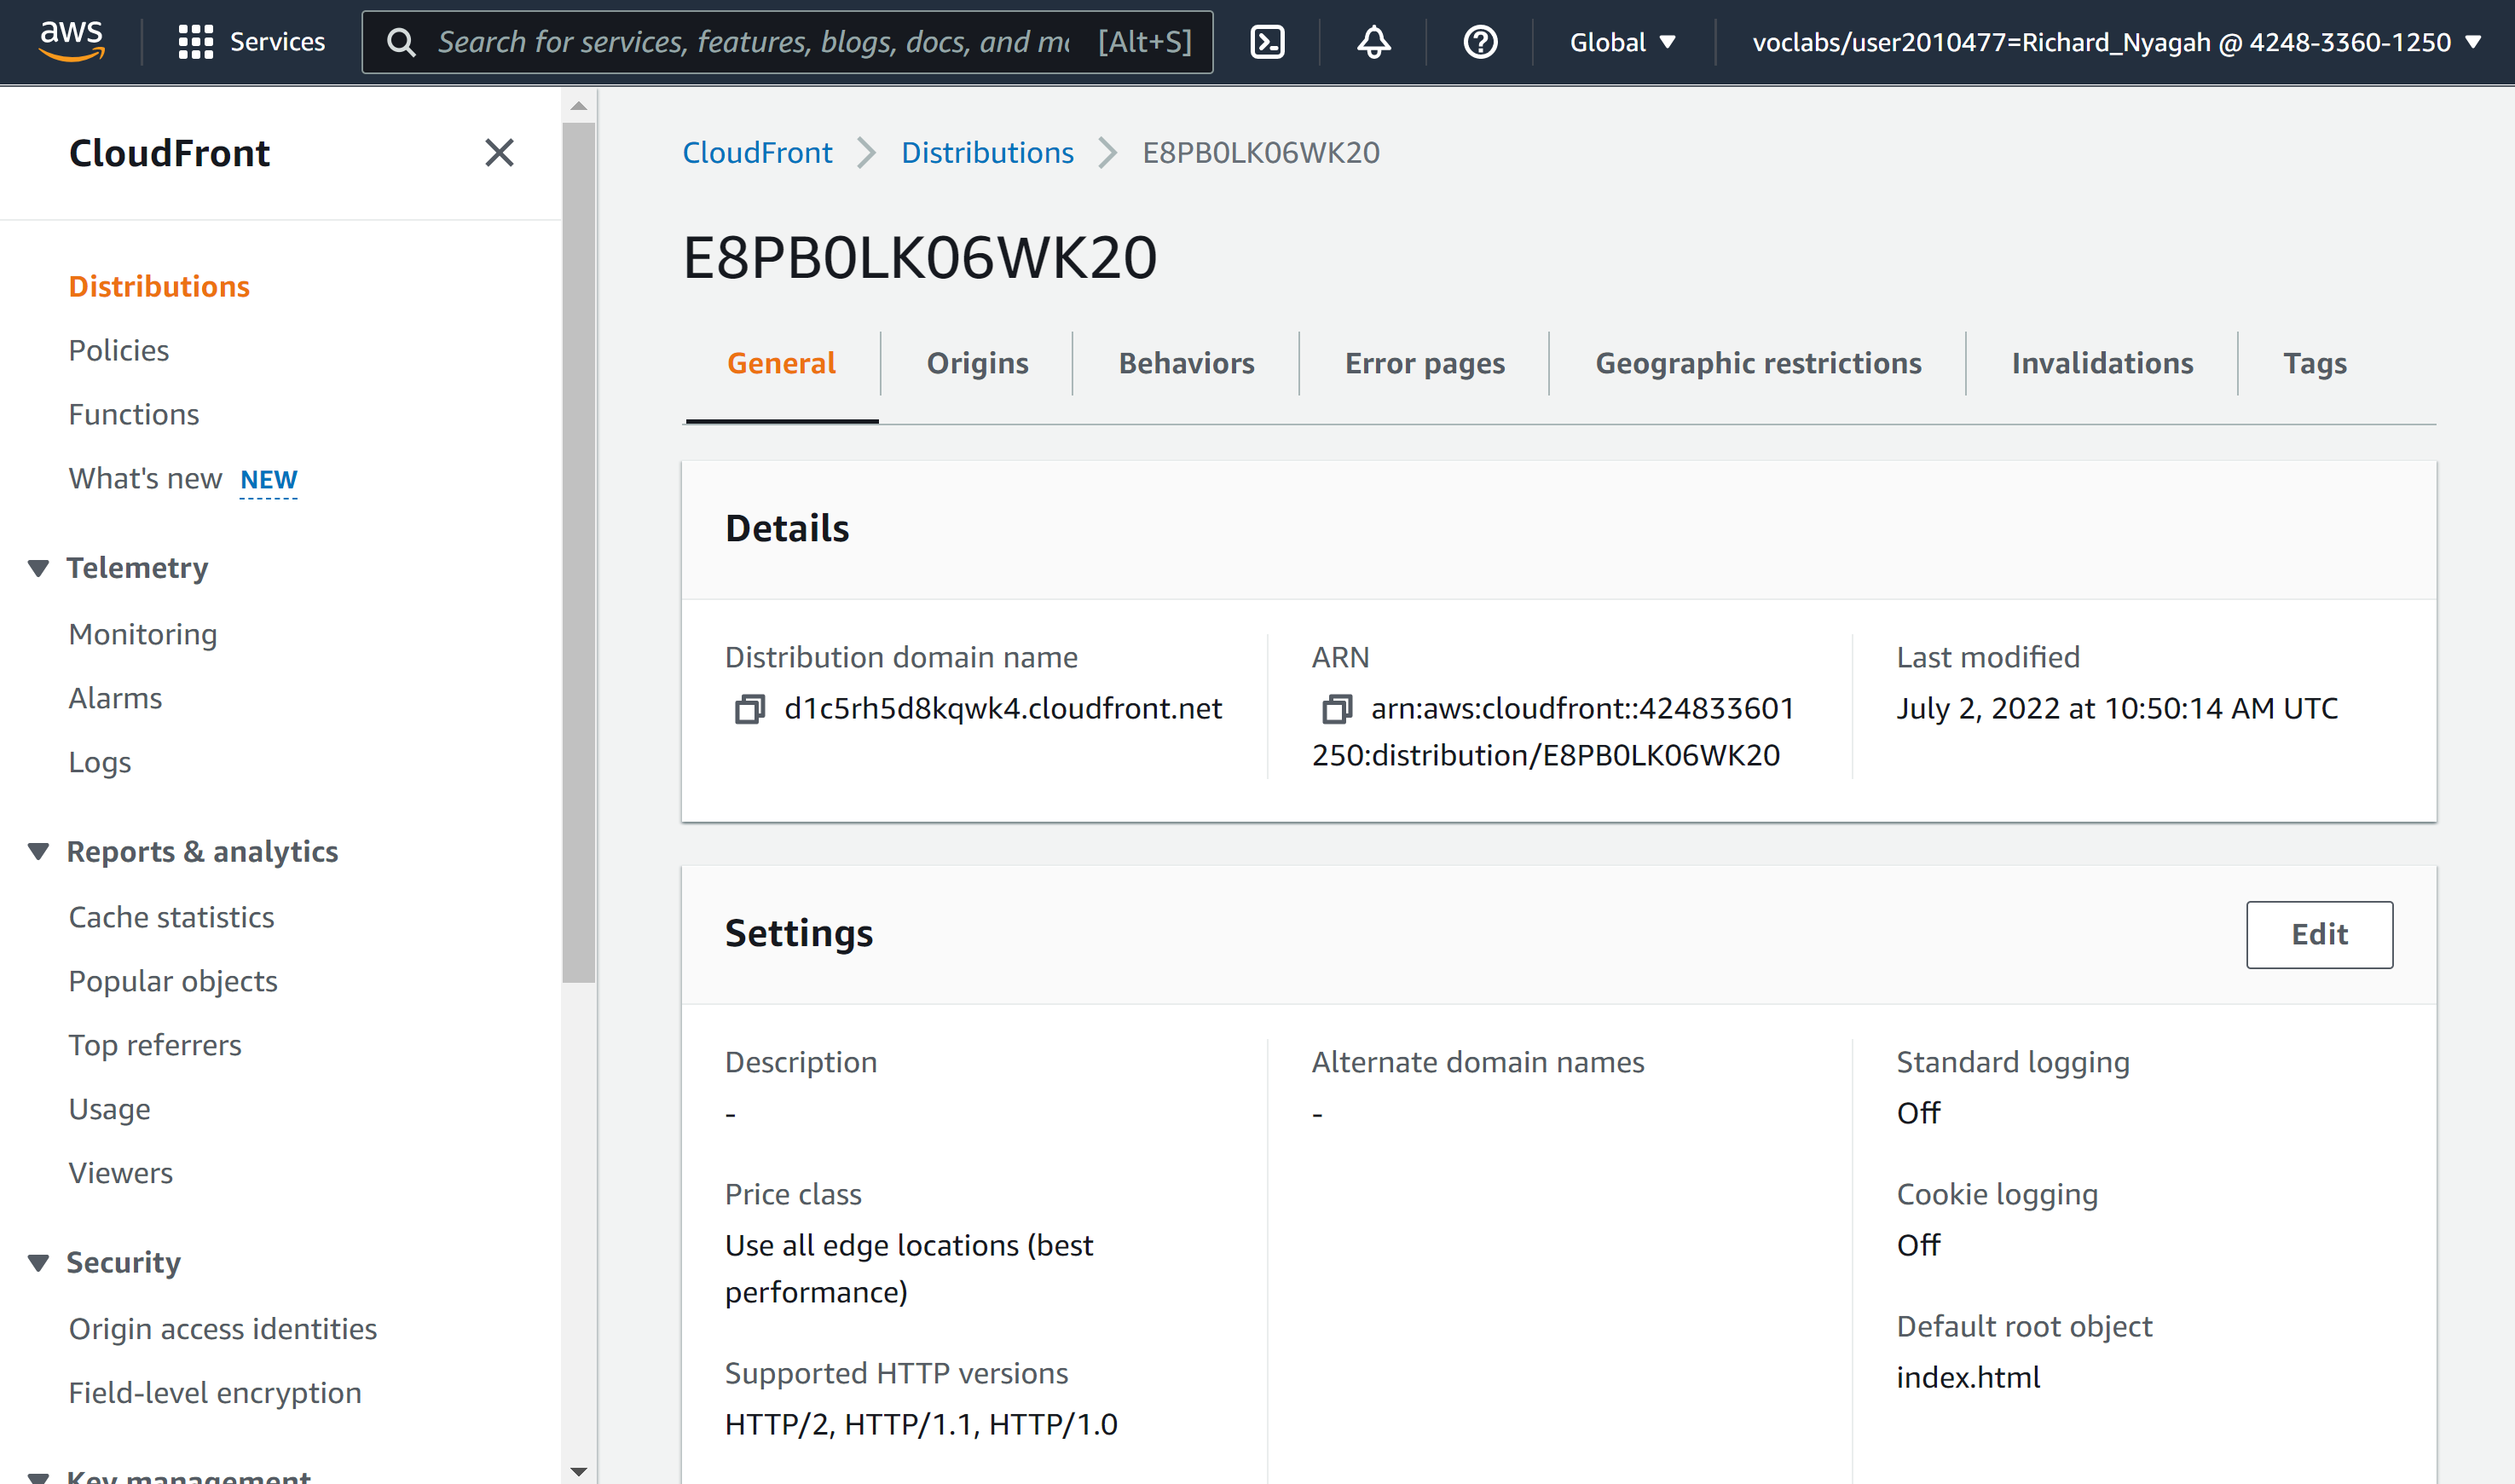 aws
Services
Search for services, features, blogs, docs, and mo [Alt+S]
Global
voclabs/user2010477=Richard_Nyagah @ 4248-3360-1250
CloudFront
Distributions
Policies
Functions
What's new NEW
Telemetry
Monitoring
Alarms
Logs
Reports & analytics
Cache statistics
Popular objects
Top referrers
Usage
Viewers
Security
Origin access identities
Field-level encryption
Key management
CloudFront
Distributions
E8PB0LK06WK20
E8PB0LK06WK20
General
Origins
Behaviors
Error pages
Geographic restrictions
Invalidations
Tags
Details
Distribution domain name
d1c5rh5d8kqwk4.cloudfront.net
ARN
arn:aws:cloudfront::424833601
250:distribution/E8PB0LK06WK20
Last modified
July 2, 2022 at 10:50:14 AM UTC
Settings
Edit
Description
-
Price class
Use all edge locations (best
performance)
Supported HTTP versions
HTTP/2, HTTP/1.1, HTTP/1.0
Alternate domain names
-
Standard logging
Off
Cookie logging
Off
Default root object
index.html